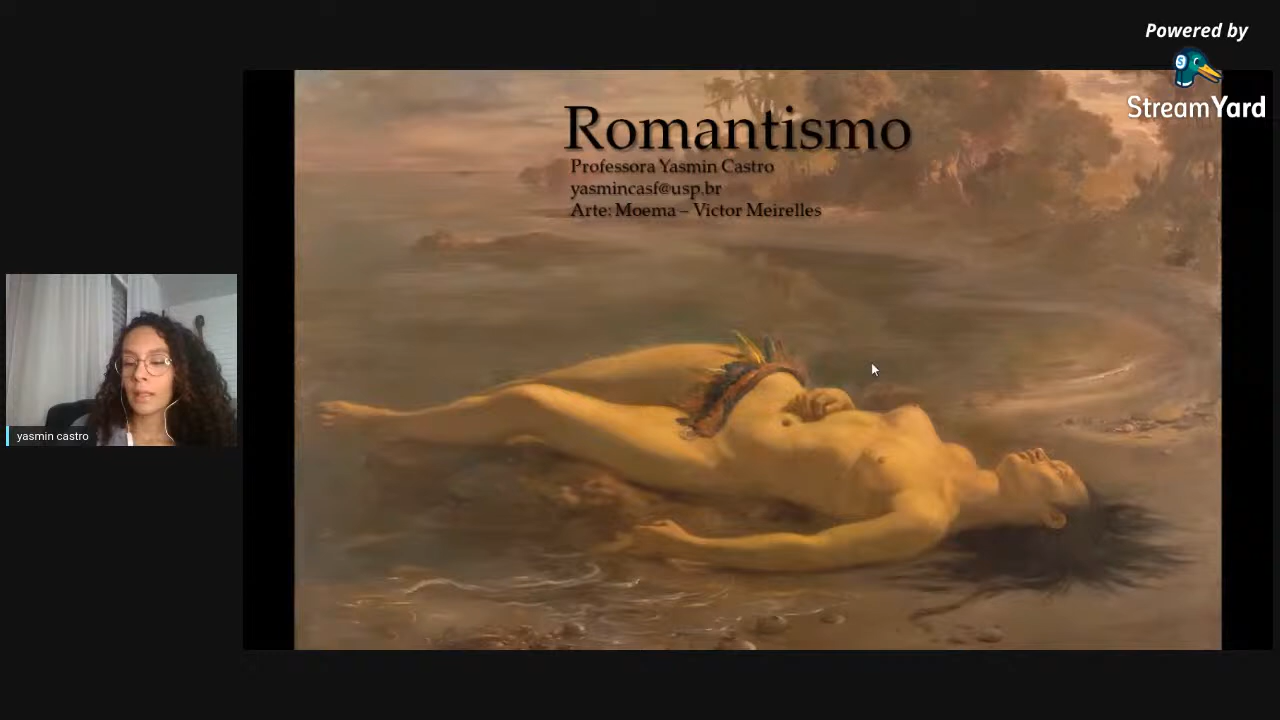 Powered by
StreamYard
Romantismo
Professora Yasmin Castro
yasmincasf@usp.br
Arte: Moema – Victor Meirelles
yasmin castro